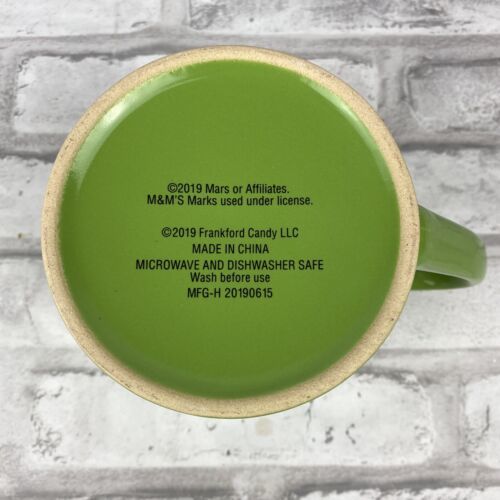 ©2019 Mars or Affiliates.
M&M'S Marks used under license.
©2019 Frankford Candy LLC
MADE IN CHINA
MICROWAVE AND DISHWASHER SAFE
Wash before use
MFG-H 20190615